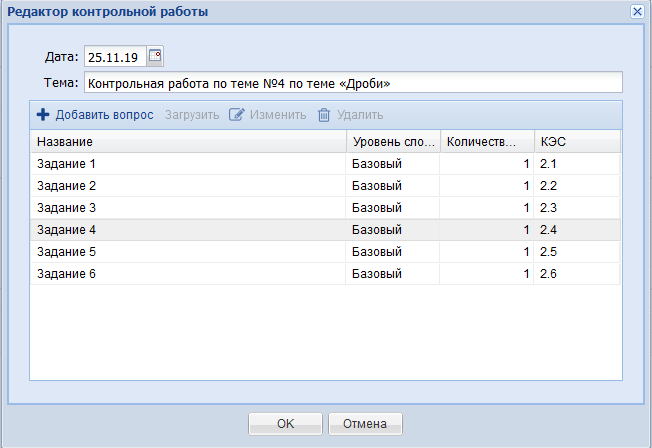 Редактор контрольной работы
Дата: 25.11.19
Тема: Контрольная работа по теме №4 по теме «Дроби»
Добавить вопрос Загрузить Изменить Удалить
Название Уровень сло... Количеств... КЭС
Задание 1 Базовый 1 2.1
Задание 2 Базовый 1 2.2
Задание 3 Базовый 1 2.3
Задание 4 Базовый 1 2.4
Задание 5 Базовый 1 2.5
Задание 6 Базовый 1 2.6
OK Отмена